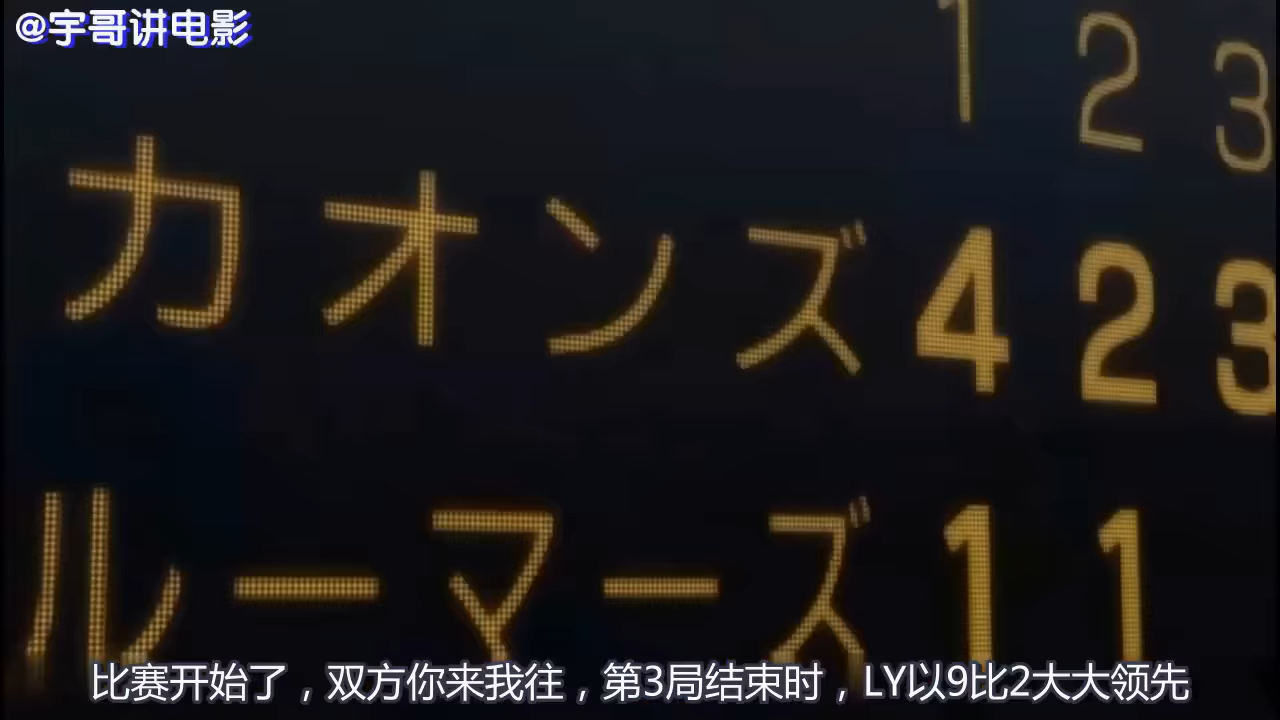 @宇哥讲电影
1 2 3
カオンズ 4 2 3
ルーマーズ 1 1
比赛开始了，双方你来我往，第3局结束时，LY以9比2大大领先